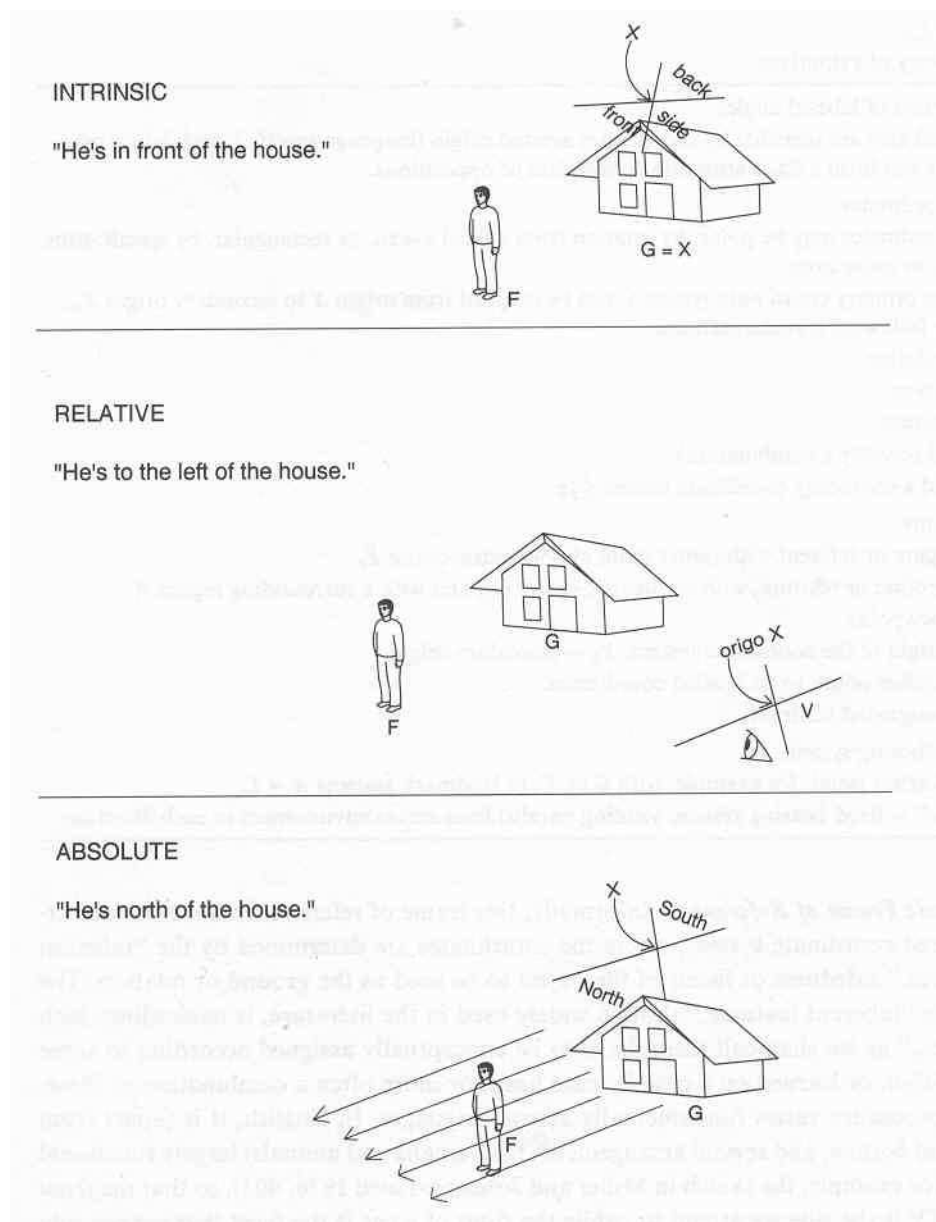 X
INTRINSIC
back
front side
"He's in front of the house."
G = X
F
RELATIVE
"He's to the left of the house."
G
origo X
F
V
ABSOLUTE
"He's north of the house."
X
South
North
G
F